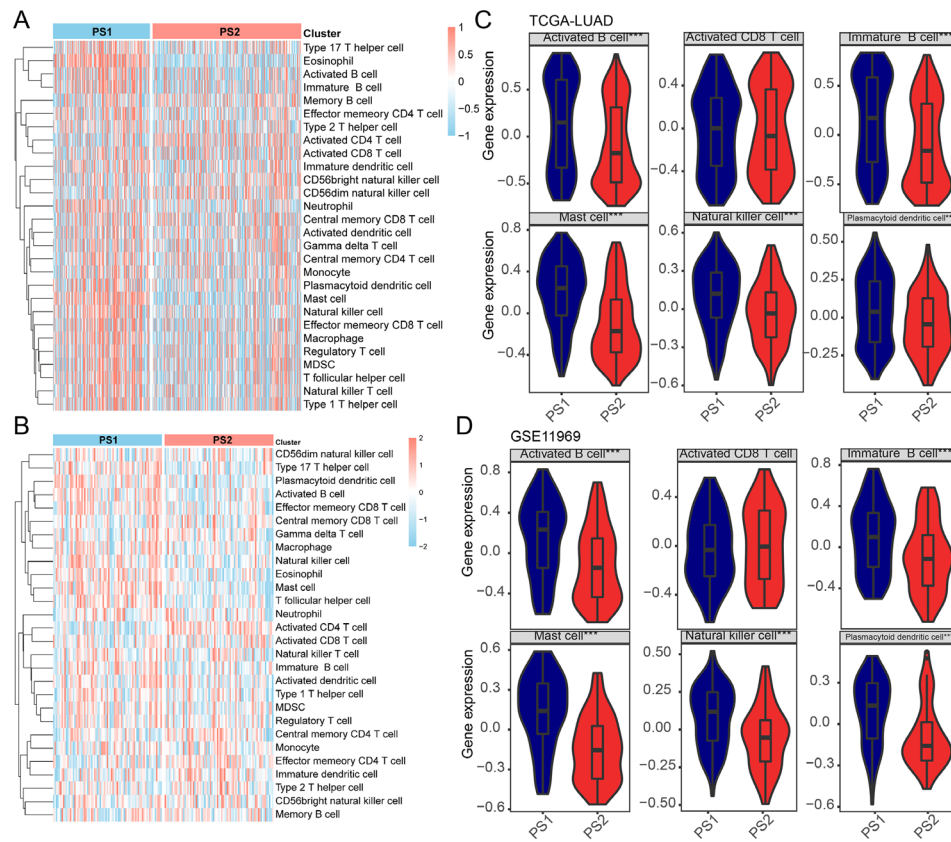 A
PS1 PS2 Cluster
Type 17 T helper cell
Eosinophil
Activated B cell
Immature B cell
Memory B cell
Effector memeory CD4 T cell
Type 2 T helper cell
Activated CD4 T cell
Activated CD8 T cell
Immature dendritic cell
CD56bright natural killer cell
CD56dim natural killer cell
Neutrophil
Central memory CD8 T cell
Activated dendritic cell
Gamma delta T cell
Central memory CD4 T cell
Monocyte
Plasmacytoid dendritic cell
Mast cell
Natural killer cell
Effector memeory CD8 T cell
Macrophage
Regulatory T cell
MDSC
T follicular helper cell
Natural killer T cell
Type 1 T helper cell
1
0.5
0
−0.5
−1
B
PS1 PS2 Cluster
CD56dim natural killer cell
Type 17 T helper cell
Plasmacytoid dendritic cell
Activated B cell
Effector memeory CD8 T cell
Central memory CD8 T cell
Gamma delta T cell
Macrophage
Natural killer cell
Eosinophil
Mast cell
T follicular helper cell
Neutrophil
Activated CD4 T cell
Activated CD8 T cell
Natural killer T cell
Immature B cell
Activated dendritic cell
Type 1 T helper cell
MDSC
Regulatory T cell
Central memory CD4 T cell
Monocyte
Effector memeory CD4 T cell
Immature dendritic cell
Type 2 T helper cell
CD56bright natural killer cell
Memory B cell
2
1
0
−1
−2
C
TCGA-LUAD
Activated B cell*** Activated CD8 T cell Immature B cell***
Gene expression
0.5 0.4 0.5
0.0 0.0 0.0
−0.5 −0.4 −0.5
Mast cell*** Natural killer cell*** Plasmacytoid dendritic cell**
Gene expression
0.8 0.6 0.50
0.4 0.3 0.25
0.0 0.0 0.00
−0.4 −0.3 −0.25
−0.6
PS1 PS2 PS1 PS2 PS1 PS2
D
GSE11969
Activated B cell*** Activated CD8 T cell Immature B cell***
Gene expression
0.8 0.8
0.4 0.4 0.4
0.0 0.0 0.0
−0.4 −0.4 −0.4
Mast cell*** Natural killer cell*** Plasmacytoid dendritic cell**
Gene expression
0.50
0.3 0.25 0.3
0.0 0.00 0.0
−0.3 −0.25 −0.3
−0.6 −0.50 −0.6
PS1 PS2 PS1 PS2 PS1 PS2